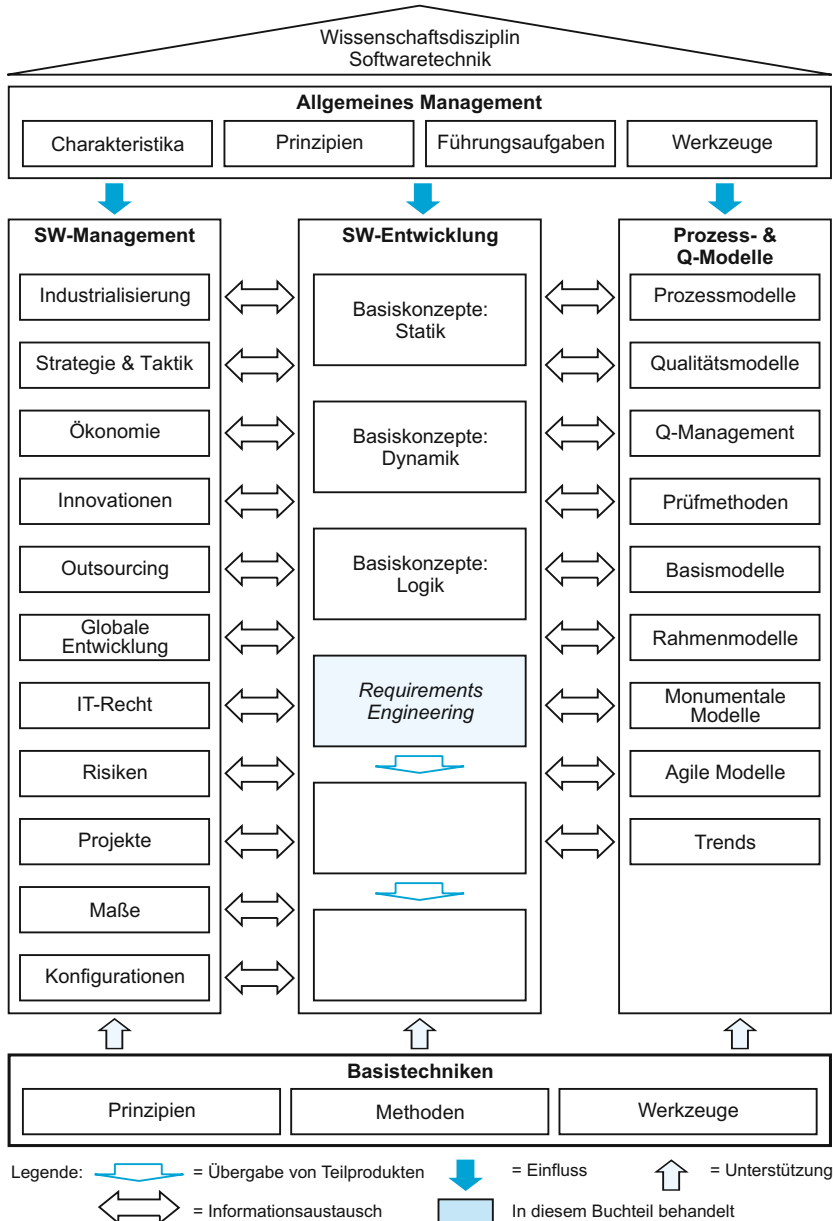 Wissenschaftsdisziplin
Softwaretechnik
Allgemeines Management
Charakteristika
Prinzipien
Führungsaufgaben
Werkzeuge
SW-Management
Industrialisierung
Strategie & Taktik
Ökonomie
Innovationen
Outsourcing
Globale
Entwicklung
IT-Recht
Risiken
Projekte
Maße
Konfigurationen
SW-Entwicklung
Basiskonzepte:
Statik
Basiskonzepte:
Dynamik
Basiskonzepte:
Logik
Requirements
Engineering
Prozess- &
Q-Modelle
Prozessmodelle
Qualitätsmodelle
Q-Management
Prüfmethoden
Basismodelle
Rahmenmodelle
Monumentale
Modelle
Agile Modelle
Trends
Basistechniken
Prinzipien
Methoden
Werkzeuge
Legende:
= Übergabe von Teilprodukten
= Einfluss
= Unterstützung
= Informationsaustausch
In diesem Buchteil behandelt